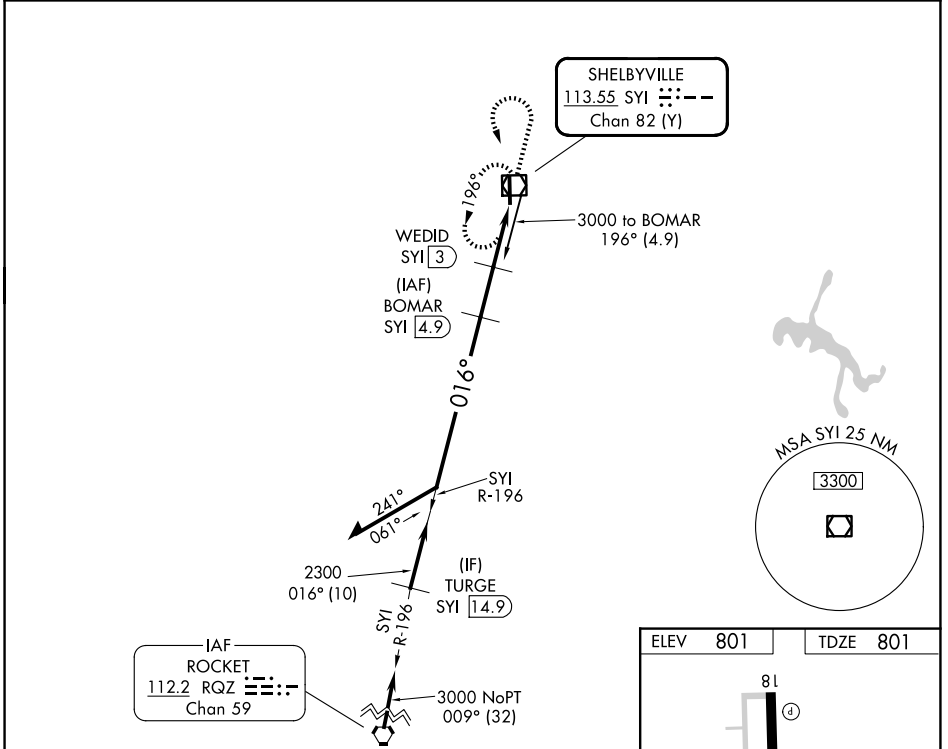 SHELBYVILLE
113.55 SYI
Chan 82 (Y)
196°
3000 to BOMAR
196° (4.9)
WEDID
SYI 3
(IAF)
BOMAR
SYI 4.9
016°
MSA SYI 25 NM
3300
SYI
R-196
241°
061°
2300
016° (10)
(IF)
TURGE
SYI 14.9
SYI
R-196
IAF
ROCKET
112.2 RQZ
Chan 59
3000 NoPT
009° (32)
ELEV 801
TDZE 801
18
P